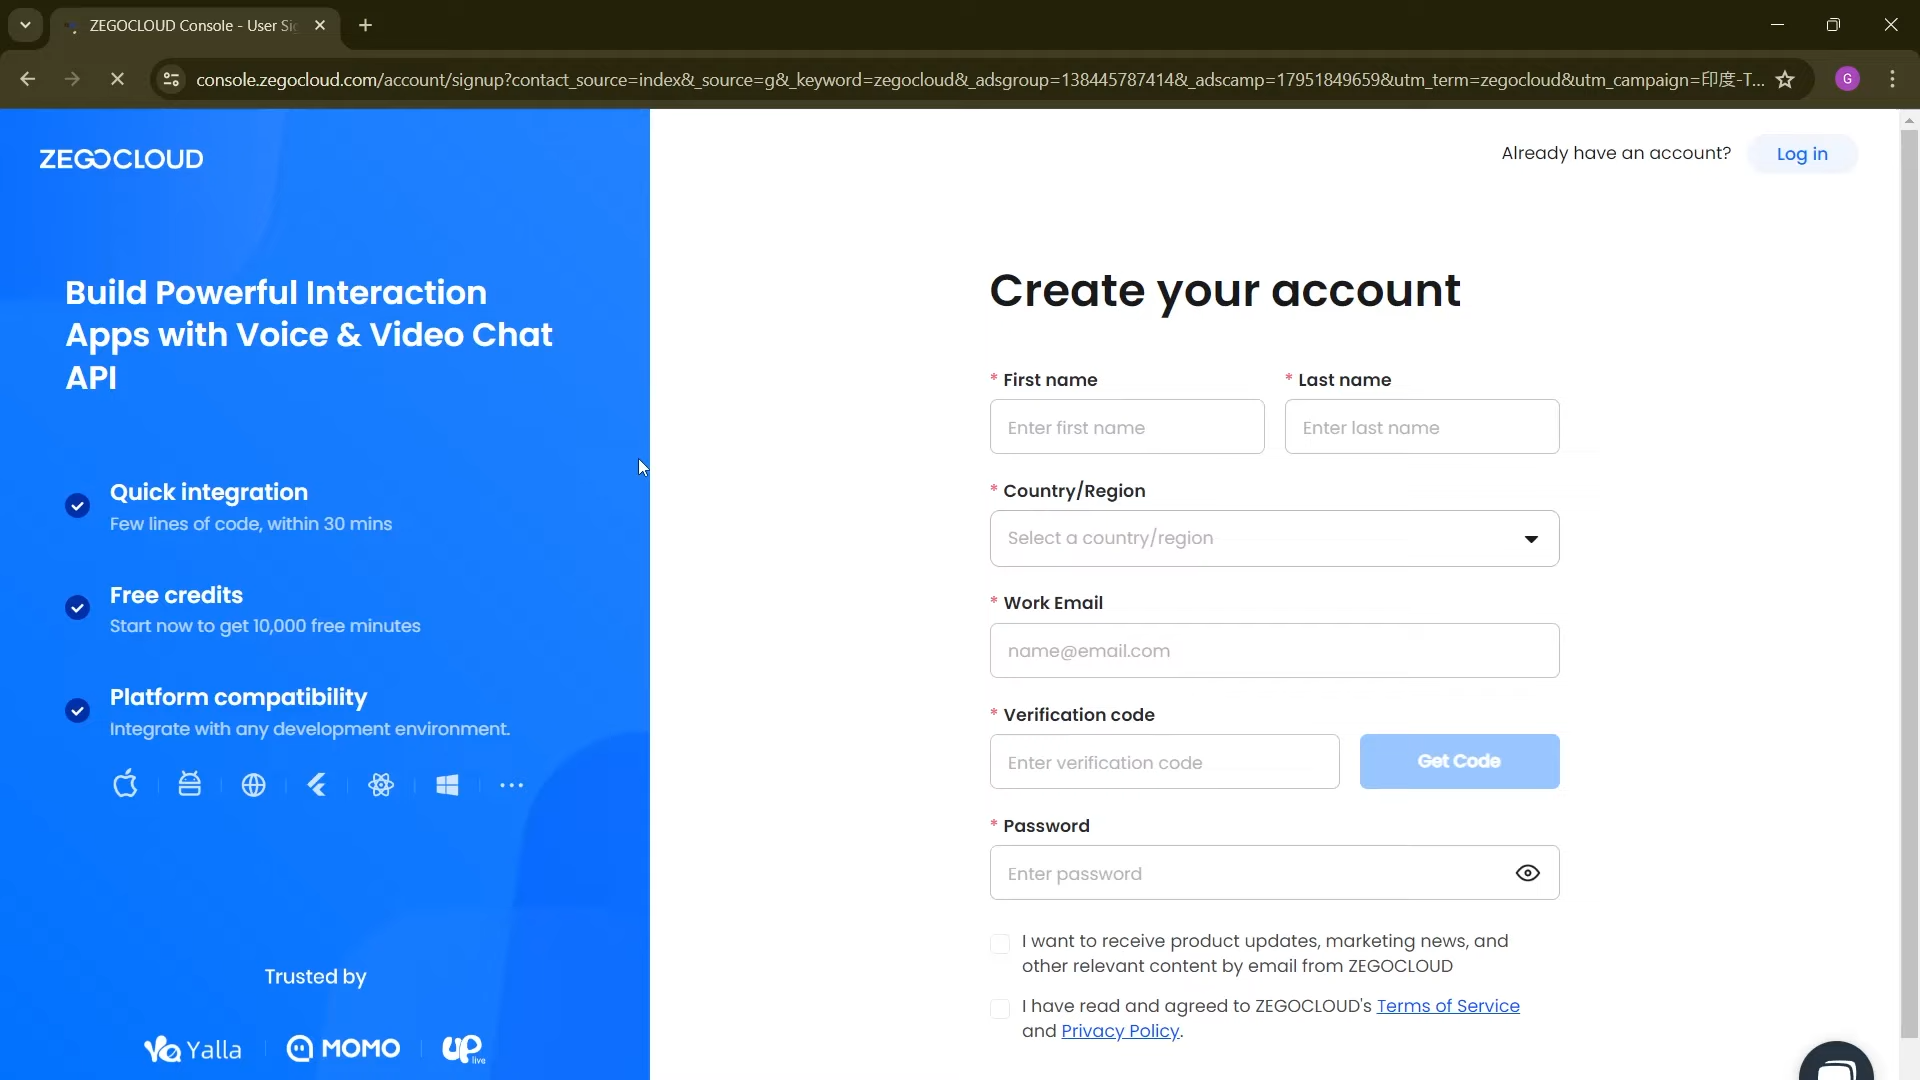 ZEGOCLOUD Console - User Si
console.zegocloud.com/account/signup?contact_source=index&_source=g&_keyword=zegocloud&_adsgroup=138445787414&_adscamp=17951849659&utm_term=zegocloud&utm_campaign=印度-T...
G
ZEGOCLOUD
Already have an account?
Log in
Build Powerful Interaction
Apps with Voice & Video Chat
API
Quick integration
Few lines of code, within 30 mins
Free credits
Start now to get 10,000 free minutes
Platform compatibility
Integrate with any development environment.
Trusted by
Yalla
MOMO
UP live
Create your account
* First name
* Last name
Enter first name
Enter last name
* Country/Region
Select a country/region
* Work Email
name@email.com
* Verification code
Enter verification code
Get Code
* Password
Enter password
I want to receive product updates, marketing news, and
other relevant content by email from ZEGOCLOUD
I have read and agreed to ZEGOCLOUD's Terms of Service
and Privacy Policy.